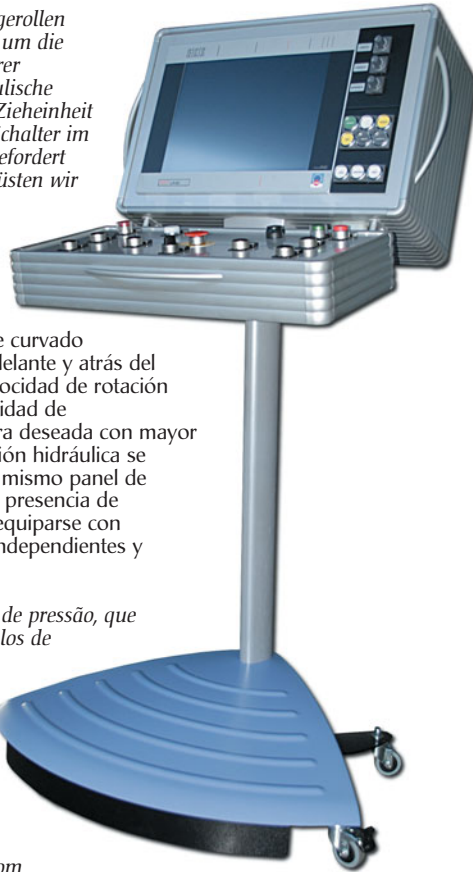 gerollen
um die
rer
ulische
Zieheinheit
Schalter im
efordert
üsten wir
e curvado
delante y atrás del
ocidad de rotación
idad de
ra deseada con mayor
ión hidráulica se
mismo panel de
presencia de
equiparse con
ndependientes y
de pressão, que
los de
om